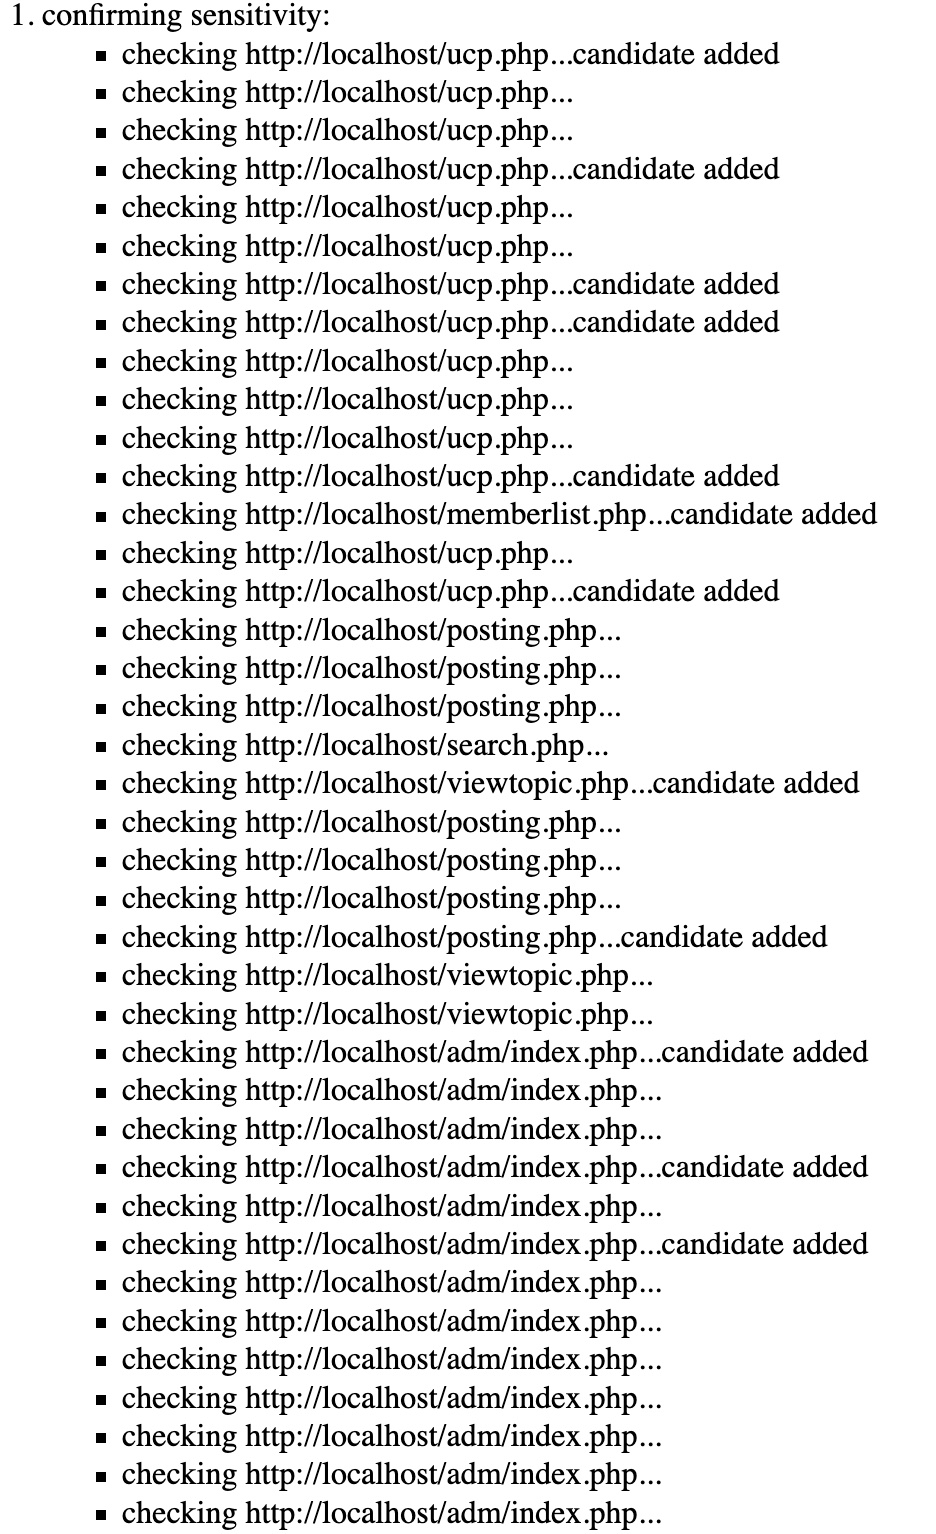 1. confirming sensitivity:
▪ checking http://localhost/ucp.php...candidate added
▪ checking http://localhost/ucp.php...
▪ checking http://localhost/ucp.php...
▪ checking http://localhost/ucp.php...candidate added
▪ checking http://localhost/ucp.php...
▪ checking http://localhost/ucp.php...
▪ checking http://localhost/ucp.php...candidate added
▪ checking http://localhost/ucp.php...candidate added
▪ checking http://localhost/ucp.php...
▪ checking http://localhost/ucp.php...
▪ checking http://localhost/ucp.php...
▪ checking http://localhost/ucp.php...candidate added
▪ checking http://localhost/memberlist.php...candidate added
▪ checking http://localhost/ucp.php...
▪ checking http://localhost/ucp.php...candidate added
▪ checking http://localhost/posting.php...
▪ checking http://localhost/posting.php...
▪ checking http://localhost/posting.php...
▪ checking http://localhost/search.php...
▪ checking http://localhost/viewtopic.php...candidate added
▪ checking http://localhost/posting.php...
▪ checking http://localhost/posting.php...
▪ checking http://localhost/posting.php...
▪ checking http://localhost/posting.php...candidate added
▪ checking http://localhost/viewtopic.php...
▪ checking http://localhost/viewtopic.php...
▪ checking http://localhost/adm/index.php...candidate added
▪ checking http://localhost/adm/index.php...
▪ checking http://localhost/adm/index.php...
▪ checking http://localhost/adm/index.php...candidate added
▪ checking http://localhost/adm/index.php...
▪ checking http://localhost/adm/index.php...candidate added
▪ checking http://localhost/adm/index.php...
▪ checking http://localhost/adm/index.php...
▪ checking http://localhost/adm/index.php...
▪ checking http://localhost/adm/index.php...
▪ checking http://localhost/adm/index.php...
▪ checking http://localhost/adm/index.php...
▪ checking http://localhost/adm/index.php...